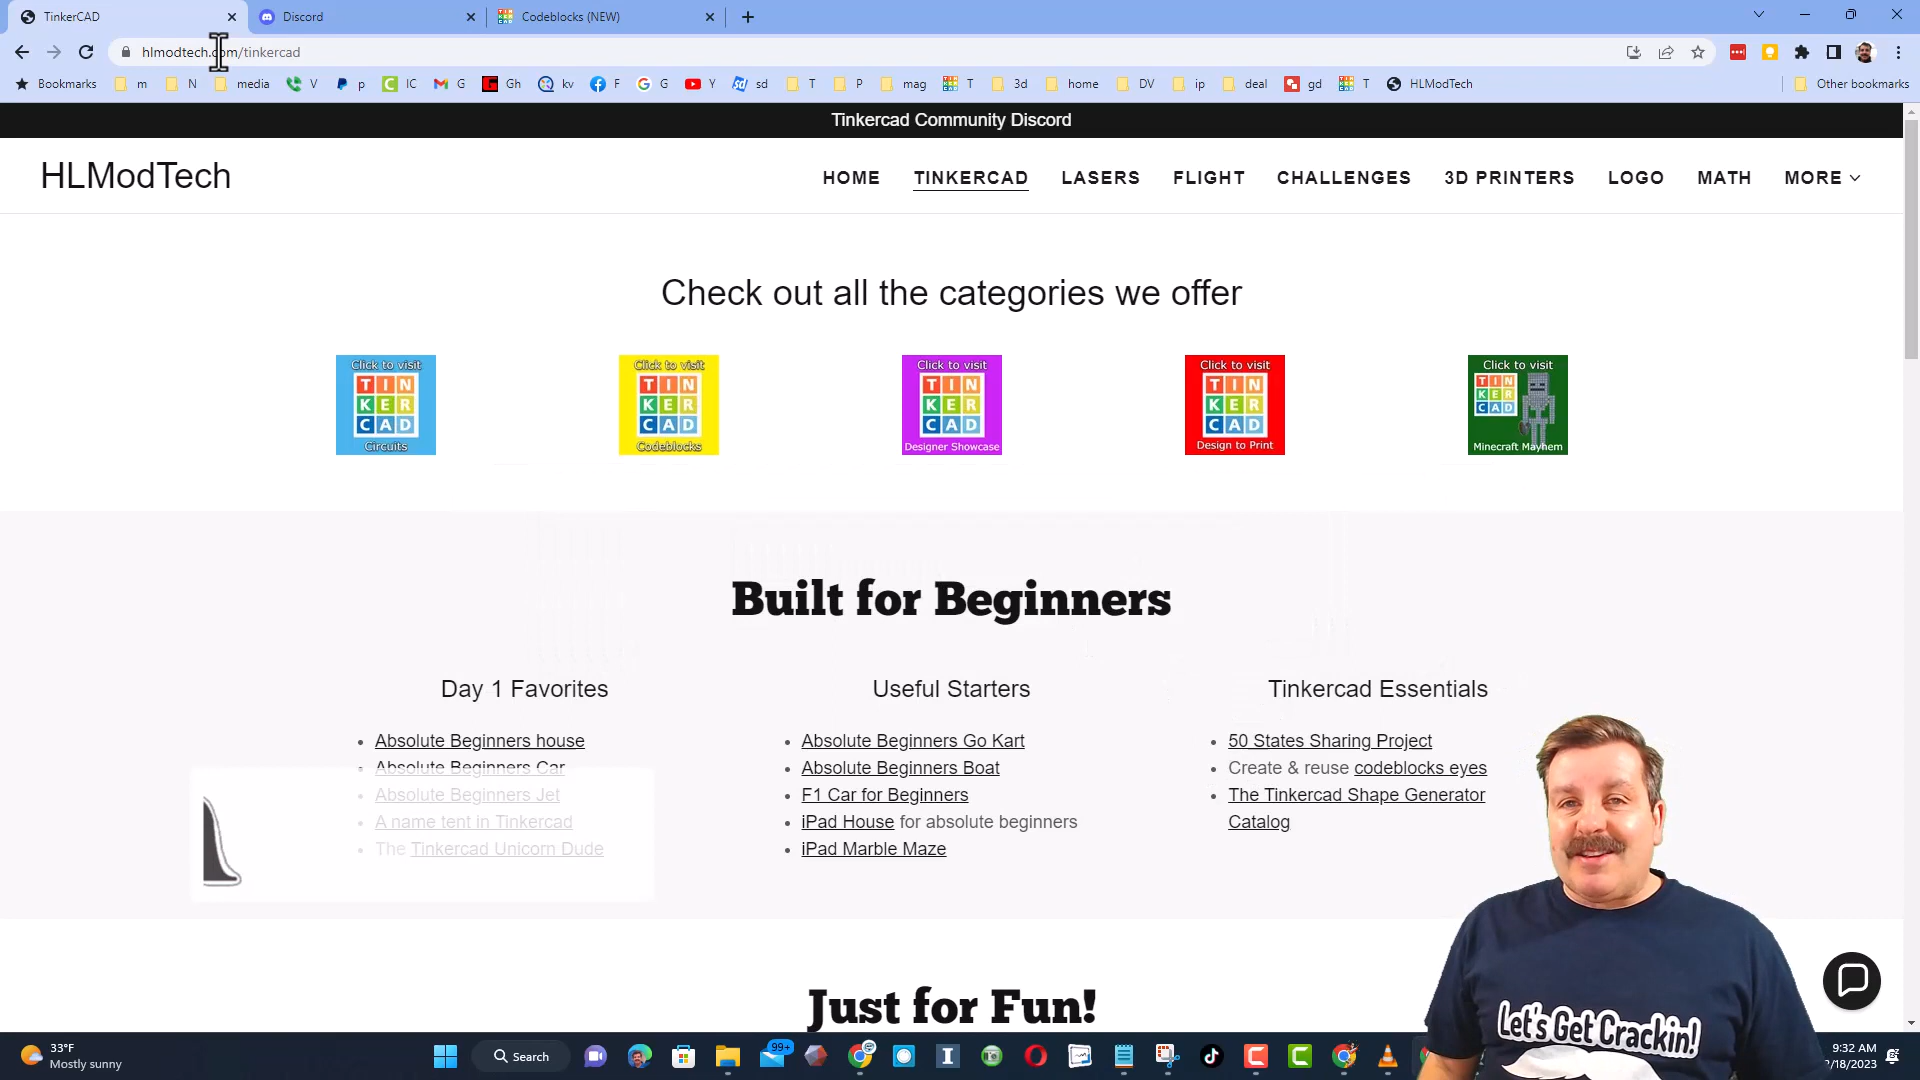 TinkerCAD
Discord
Codeblocks (NEW)
hlmodtech.com/tinkercad
Bookmarks m N media V p IC G Gh kv F G Y sd T P mag T 3d home DV ip deal gd T HLModTech Other bookmarks
Tinkercad Community Discord
HLModTech
HOME TINKERCAD LASERS FLIGHT CHALLENGES 3D PRINTERS LOGO MATH MORE
Check out all the categories we offer
Click to visit
TIN
KER
CAD
Circuits
Click to visit
TIN
KER
CAD
Codeblocks
Click to visit
TIN
KER
CAD
Designer Showcase
Click to visit
TIN
KER
CAD
Design to Print
Click to visit
TIN
KER
CAD
Minecraft Mayhem
Built for Beginners
Day 1 Favorites
Absolute Beginners house
Absolute Beginners Car
Absolute Beginners Jet
A name tent in Tinkercad
The Tinkercad Unicorn Dude
Useful Starters
Absolute Beginners Go Kart
Absolute Beginners Boat
F1 Car for Beginners
iPad House for absolute beginners
iPad Marble Maze
Tinkercad Essentials
50 States Sharing Project
Create & reuse codeblocks eyes
The Tinkercad Shape Generator
Catalog
Just for Fun!
Let's Get Crackin!
33°F
Mostly sunny
Search
99+
9:32 AM
/18/2023